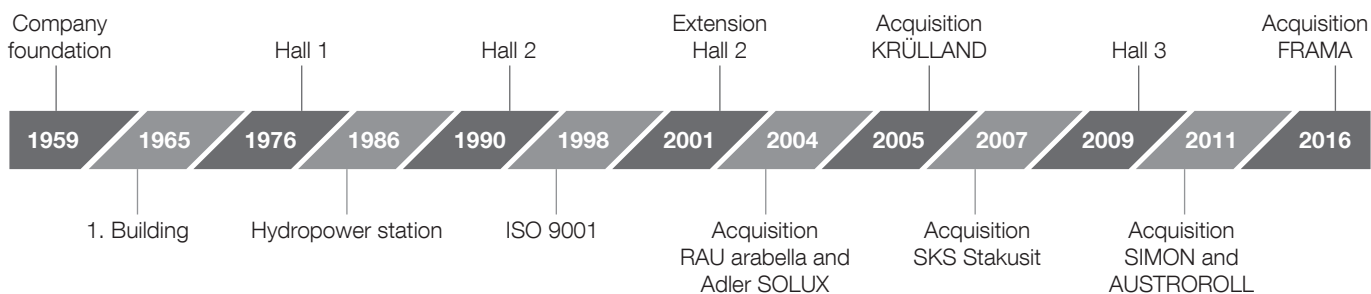 Company
foundation
Hall 1
Hall 2
Extension
Hall 2
Acquisition
KRÜLLAND
Hall 3
Acquisition
FRAMA
1959
1965
1976
1986
1990
1998
2001
2004
2005
2007
2009
2011
2016
1. Building
Hydropower station
ISO 9001
Acquisition
RAU arabella and
Adler SOLUX
Acquisition
SKS Stakusit
Acquisition
SIMON and
AUSTROROLL